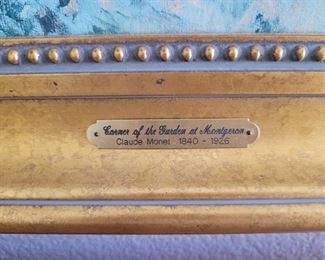 Corner of the Garden at Montgeron
Claude Monet 1840 - 1926